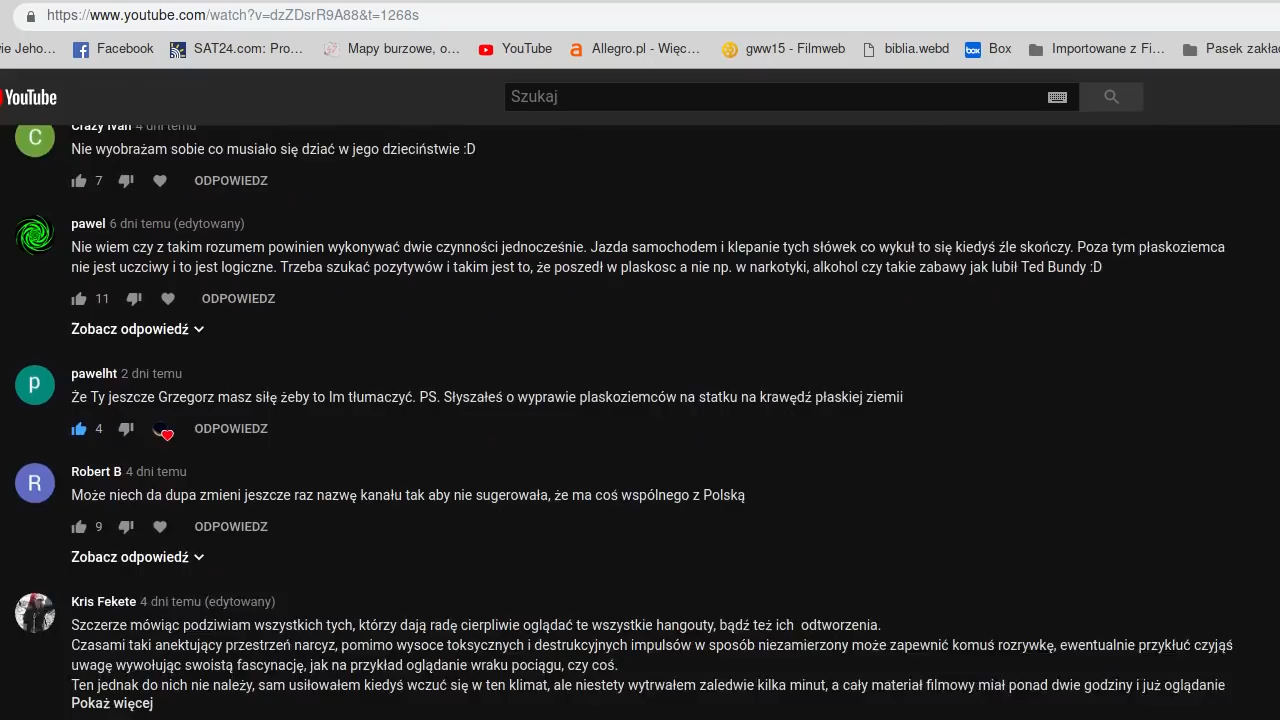 https://www.youtube.com/watch?v=dzZDsrR9A88&t=1268s
wie Jeho… Facebook SAT24.com: Pro… Mapy burzowe, o… YouTube Allegro.pl - Więc… gww15 - Filmweb biblia.webd Box Importowane z Fi… Pasek zakład
YouTube Szukaj
C Crazy Ivan 4 dni temu
Nie wyobrażam sobie co musiało się dziać w jego dzieciństwie :D
7 ODPOWIEDZ
pawel 6 dni temu (edytowany)
Nie wiem czy z takim rozumem powinien wykonywać dwie czynności jednocześnie. Jazda samochodem i klepanie tych słówek co wykuł to się kiedyś źle skończy. Poza tym płaskoziemca
nie jest uczciwy i to jest logiczne. Trzeba szukać pozytywów i takim jest to, że poszedł w plaskosc a nie np. w narkotyki, alkohol czy takie zabawy jak lubił Ted Bundy :D
11 ODPOWIEDZ
Zobacz odpowiedź
p pawelht 2 dni temu
Że Ty jeszcze Grzegorz masz siłę żeby to Im tłumaczyć. PS. Słyszałeś o wyprawie plaskoziemców na statku na krawędź płaskiej ziemii
4 ODPOWIEDZ
R Robert B 4 dni temu
Może niech da dupa zmieni jeszcze raz nazwę kanału tak aby nie sugerowała, że ma coś wspólnego z Polską
9 ODPOWIEDZ
Zobacz odpowiedź
Kris Fekete 4 dni temu (edytowany)
Szczerze mówiąc podziwiam wszystkich tych, którzy dają radę cierpliwie oglądać te wszystkie hangouty, bądź też ich odtworzenia.
Czasami taki anektujący przestrzeń narcyz, pomimo wysoce toksycznych i destrukcyjnych impulsów w sposób niezamierzony może zapewnić komuś rozrywkę, ewentualnie przykłuć czyjąś
uwagę wywołując swoistą fascynację, jak na przykład oglądanie wraku pociągu, czy coś.
Ten jednak do nich nie należy, sam usiłowałem kiedyś wczuć się w ten klimat, ale niestety wytrwałem zaledwie kilka minut, a cały materiał filmowy miał ponad dwie godziny i już oglądanie
Pokaż więcej